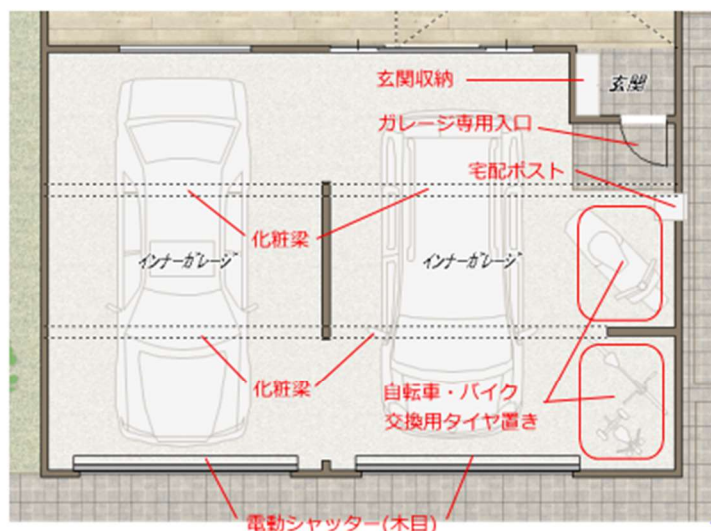 玄関収納
玄関
ガレージ専用入口
宅配ポスト
化粧梁
インナーガレージ
インナーガレージ
化粧梁
自転車・バイク
交換用タイヤ置き
電動シャッター(木目)